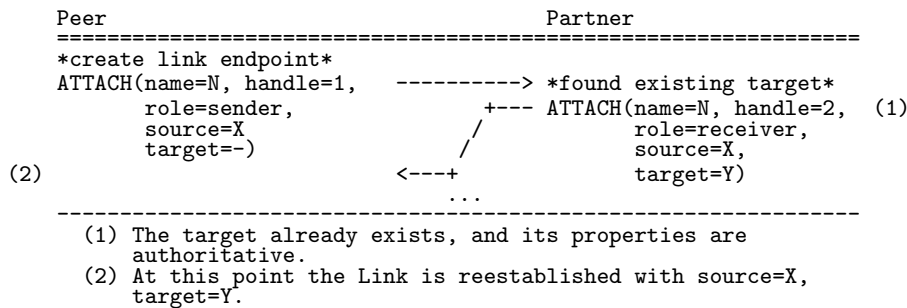 Peer Partner
=================================================================
*create link endpoint*
ATTACH(name=N, handle=1, ----------> *found existing target*
role=sender, +--- ATTACH(name=N, handle=2, (1)
source=X / role=receiver,
target=-) / source=X,
(2) <---+ target=Y)
...
-----------------------------------------------------------------
(1) The target already exists, and its properties are
authoritative.
(2) At this point the Link is reestablished with source=X,
target=Y.